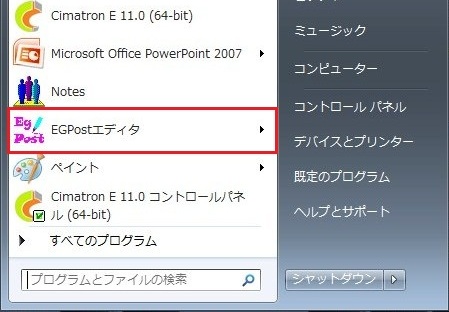 Cimatron E 11.0 (64-bit)
Microsoft Office PowerPoint 2007
Notes
Eg
Post
EGPostエディタ
ペイント
Cimatron E 11.0 コントロールパネ
ル (64-bit)
すべてのプログラム
プログラムとファイルの検索
ミュージック
コンピューター
コントロール パネル
デバイスとプリンター
既定のプログラム
ヘルプとサポート
シャットダウン